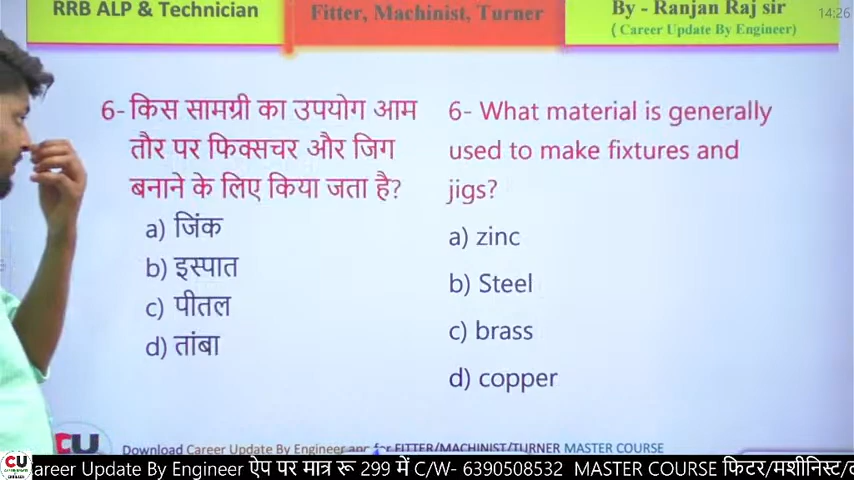 RRB ALP & Technician
Fitter, Machinist, Turner
By - Ranjan Raj sir
( Career Update By Engineer)
14:26
6- किस सामग्री का उपयोग आम
तौर पर फिक्सचर और जिग
बनाने के लिए किया जता है?
a) जिंक
b) इस्पात
c) पीतल
d) तांबा
6- What material is generally
used to make fixtures and
jigs?
a) zinc
b) Steel
c) brass
d) copper
CU
Download Career Update By Engineer app for FITTER/MACHINIST/TURNER MASTER COURSE
CU
areer Update By Engineer ऐप पर मात्र रू 299 में C/W- 6390508532 MASTER COURSE फिटर/मशीनिस्ट/